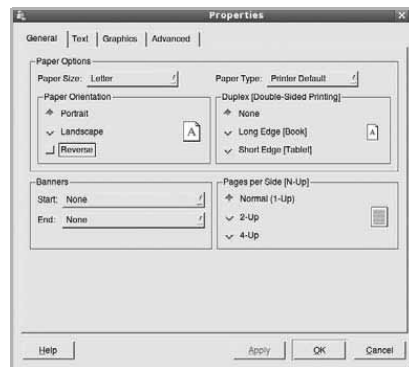 Properties
General Text Graphics Advanced
Paper Options
Paper Size: Letter Paper Type: Printer Default
Paper Orientation
Portrait
Landscape
Reverse
A
Duplex [Double-Sided Printing]
None
Long Edge [Book]
Short Edge [Tablet]
A
Banners
Start: None
End: None
Pages per Side [N-Up]
Normal (1-Up)
2-Up
4-Up
Help Apply OK Cancel